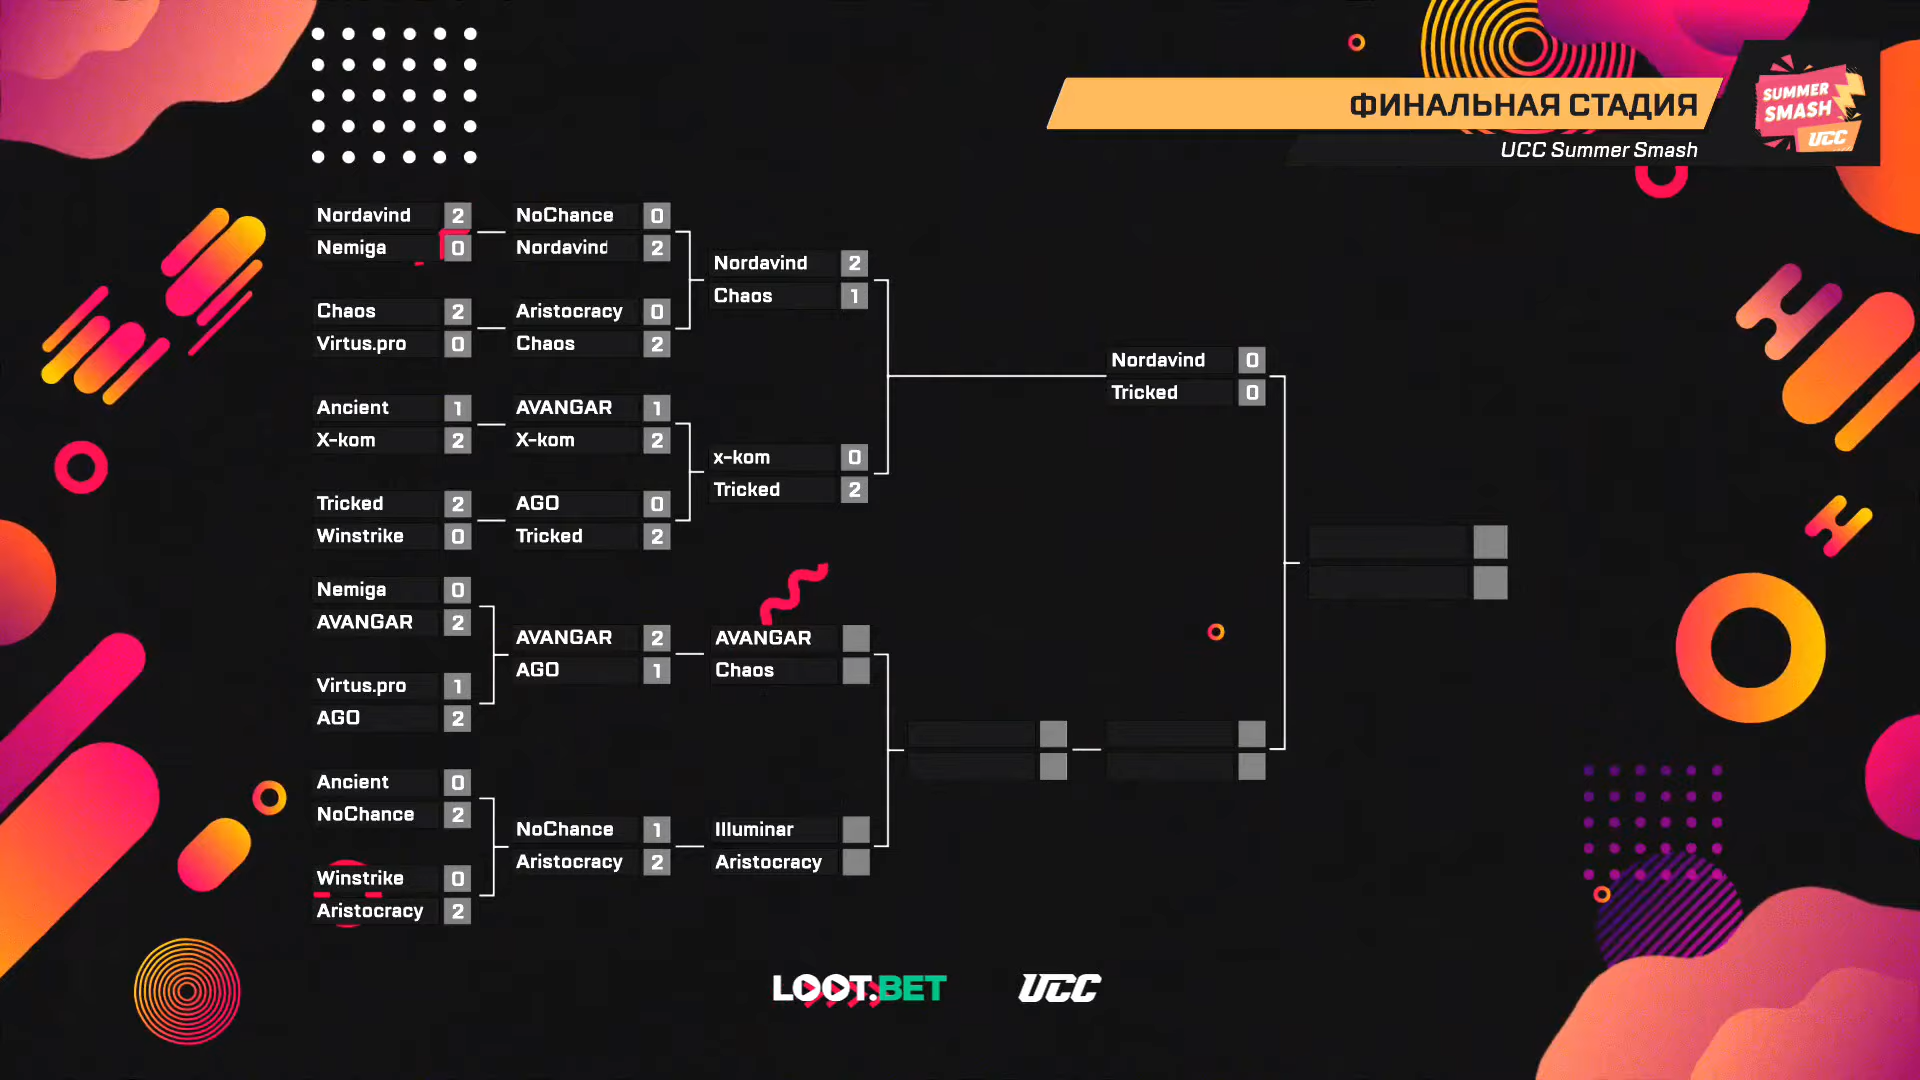 ФИНАЛЬНАЯ СТАДИЯ
UCC Summer Smash
SUMMER
SMASH
UCC
Nordavind 2
Nemiga 0
Chaos 2
Virtus.pro 0
Ancient 1
X-kom 2
Tricked 2
Winstrike 0
Nemiga 0
AVANGAR 2
Virtus.pro 1
AGO 2
Ancient 0
NoChance 2
Winstrike 0
Aristocracy 2
NoChance 0
Nordavind 2
Aristocracy 0
Chaos 2
AVANGAR 1
X-kom 2
AGO 0
Tricked 2
AVANGAR 2
AGO 1
NoChance 1
Aristocracy 2
Nordavind 2
Chaos 1
x-kom 0
Tricked 2
AVANGAR
Chaos
Illuminar
Aristocracy
Nordavind 0
Tricked 0
LOOT.BET
UCC